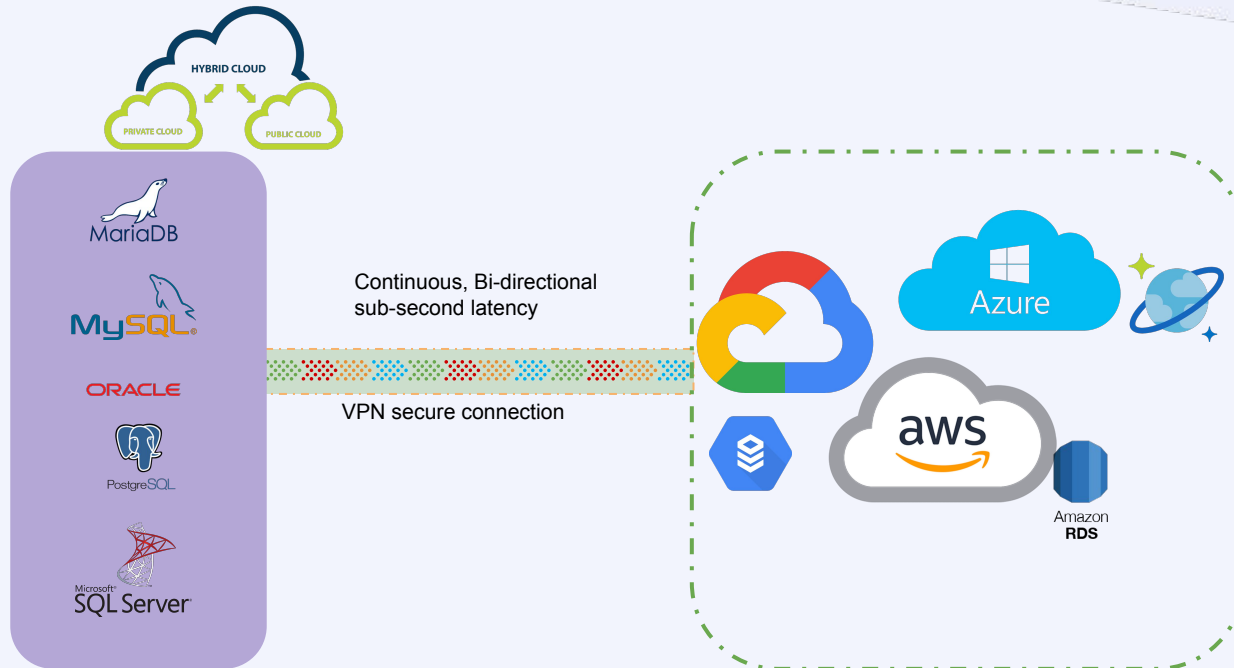 HYBRID CLOUD
PRIVATE CLOUD
PUBLIC CLOUD
MariaDB
MySQL®
ORACLE
PostgreSQL
Microsoft®
SQL Server®
Continuous, Bi-directional
sub-second latency
VPN secure connection
Azure
aws
Amazon
RDS